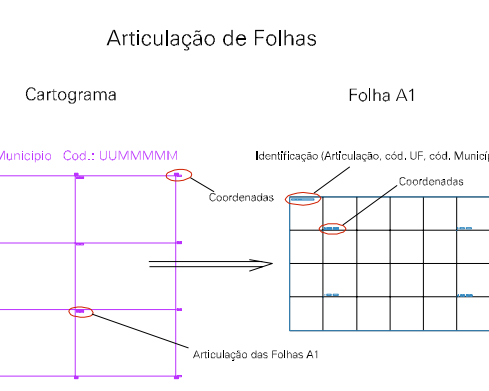 Articulação de Folhas
Cartograma
Folha A1
Municipio Cod.: UUMMMMM
Identificação (Articulação, cód. UF, cód. Municíp
Coordenadas
Coordenadas
Articulação das Folhas A1